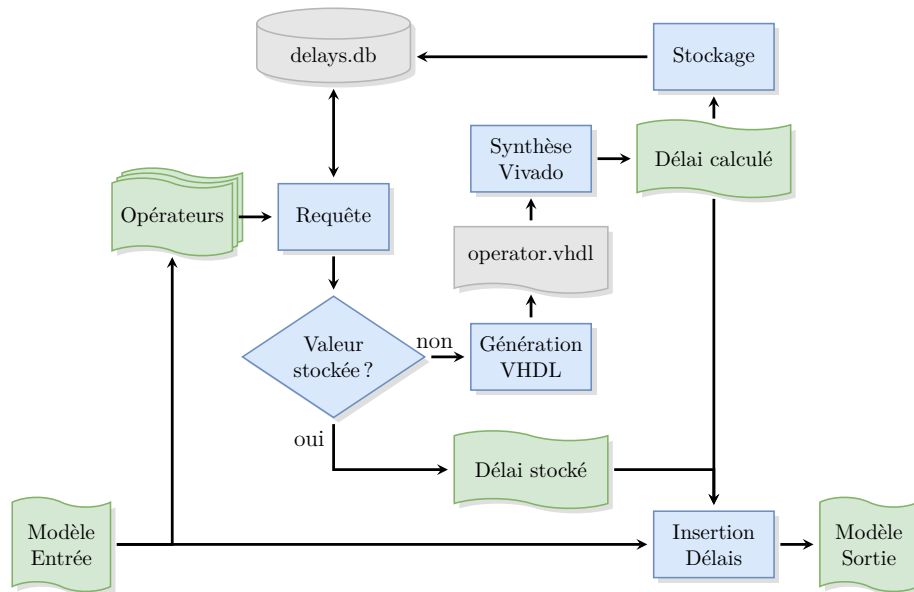 delays.db
Stockage
Synthèse
Vivado
Délai calculé
Opérateurs
Requête
operator.vhdl
Valeur
stockée ?
non
Génération
VHDL
oui
Délai stocké
Modèle
Entrée
Insertion
Délais
Modèle
Sortie